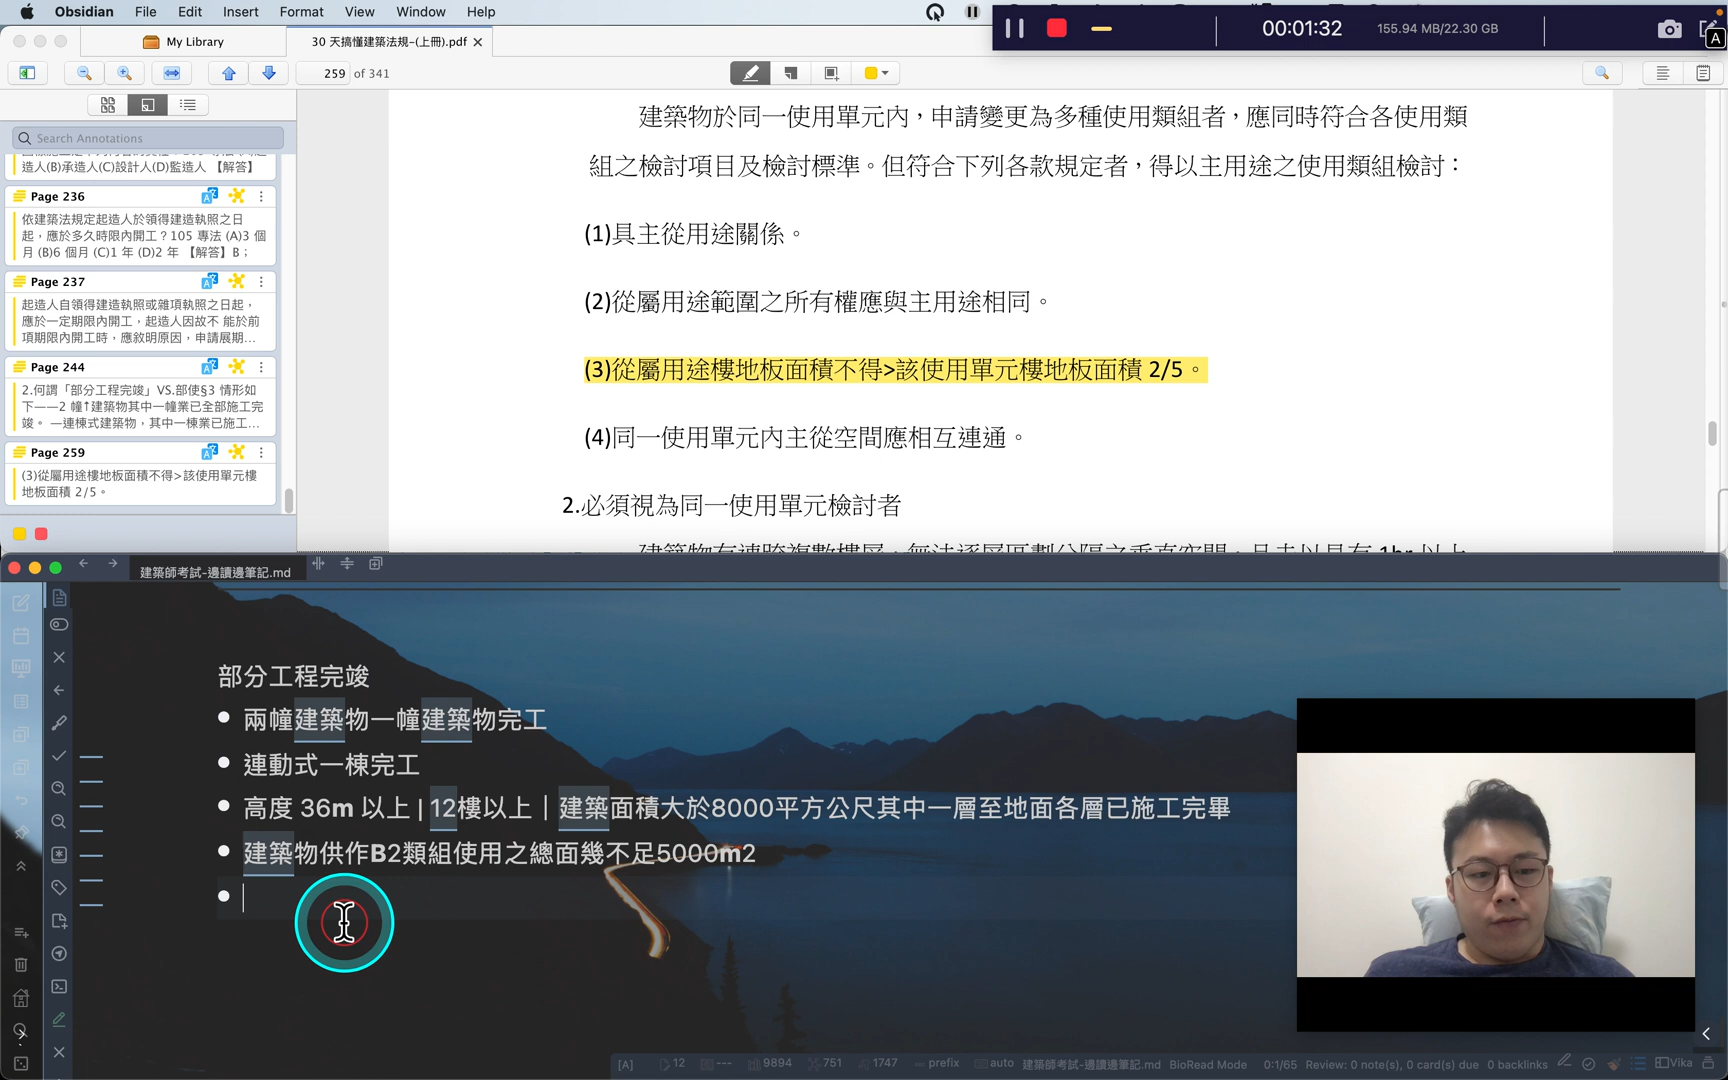 Obsidian File Edit Insert Format View Window Help
00:01:32
155.94 MB/22.30 GB
A
My Library
30 天搞懂建築法規-(上冊).pdf
259 of 341
Search Annotations
造人(B)承造人(C)設計人(D)監造人 【解答】
Page 236
依建築法規定起造人於領得建造執照之日
起，應於多久時限內開工？105 專法 (A)3 個
月 (B)6 個月 (C)1 年 (D)2 年 【解答】B；
Page 237
起造人自領得建造執照或雜項執照之日起，
應於一定期限內開工，起造人因故不 能於前
項期限內開工時，應敘明原因，申請展期...
Page 244
2.何謂「部分工程完竣」VS.部使§3 情形如
下——2 幢↑建築物其中一幢業已全部施工完
竣。 —連棟式建築物，其中一棟業已施工...
Page 259
(3)從屬用途樓地板面積不得>該使用單元樓
地板面積 2/5。
建築物於同一使用單元內，申請變更為多種使用類組者，應同時符合各使用類
組之檢討項目及檢討標準。但符合下列各款規定者，得以主用途之使用類組檢討：
(1)具主從用途關係。
(2)從屬用途範圍之所有權應與主用途相同。
(3)從屬用途樓地板面積不得>該使用單元樓地板面積 2/5。
(4)同一使用單元內主從空間應相互連通。
2.必須視為同一使用單元檢討者
建築師考試-邊讀邊筆記.md
部分工程完竣
兩幢建築物一幢建築物完工
連動式一棟完工
高度 36m 以上 | 12樓以上｜建築面積大於8000平方公尺其中一層至地面各層已施工完畢
建築物供作B2類組使用之總面幾不足5000m2
[A] 12 --- 9894 751 1747 prefix auto 建築師考試-邊讀邊筆記.md BioRead Mode 0:1/65 Review: 0 note(s), 0 card(s) due 0 backlinks Vika